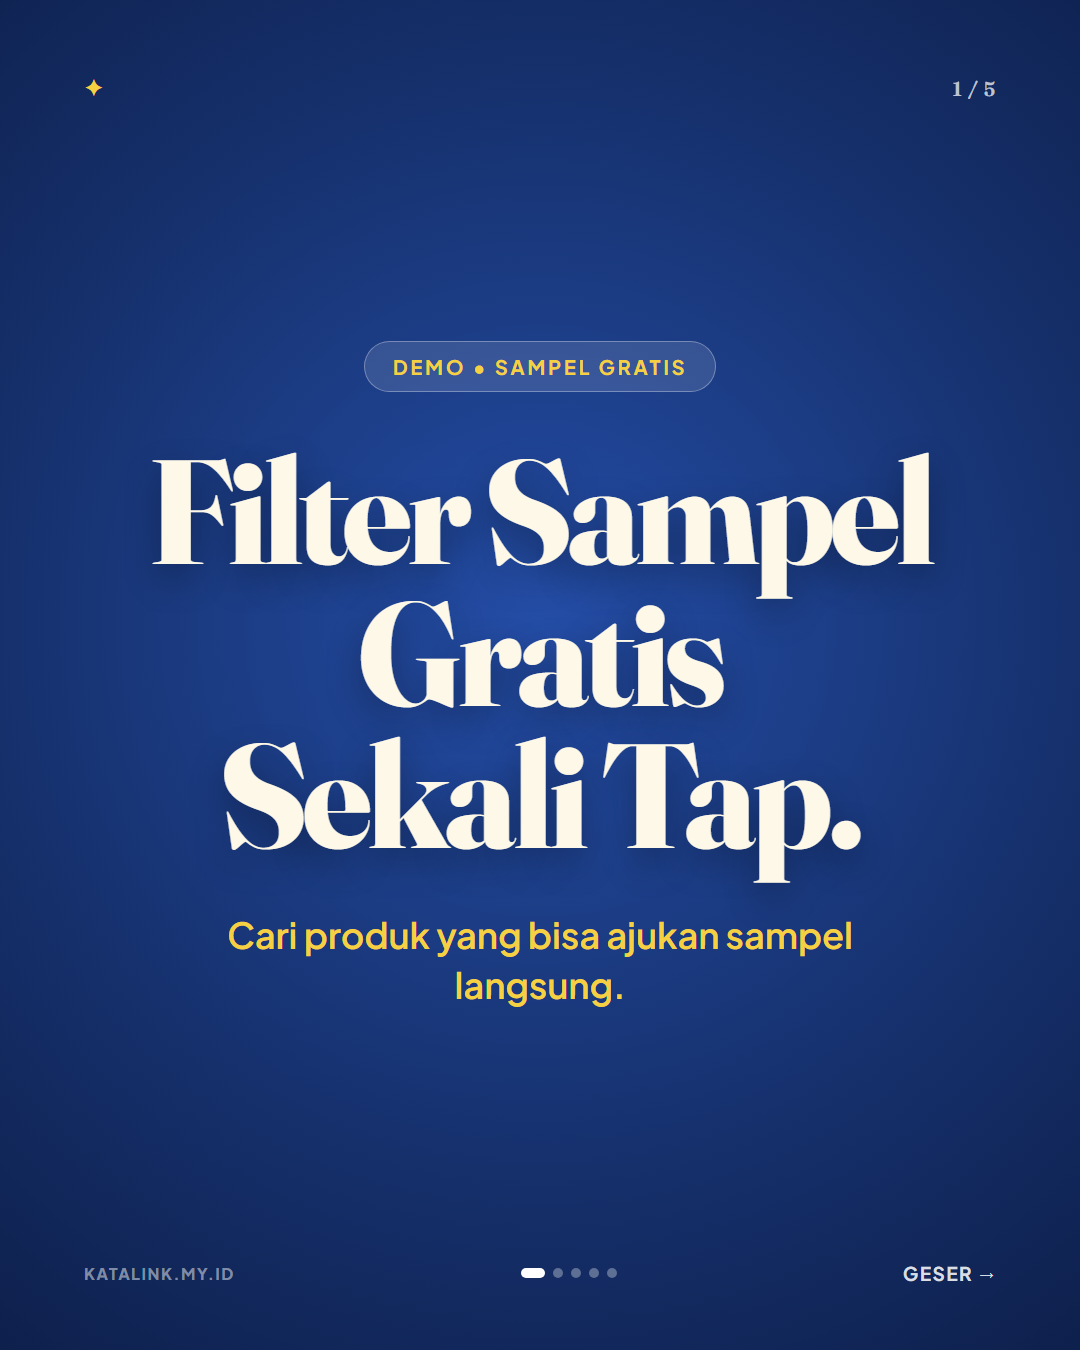 ✦
1 / 5
DEMO ● SAMPEL GRATIS
Filter Sampel
Gratis
Sekali Tap.
Cari produk yang bisa ajukan sampel
langsung.
KATALINK.MY.ID
GESER →